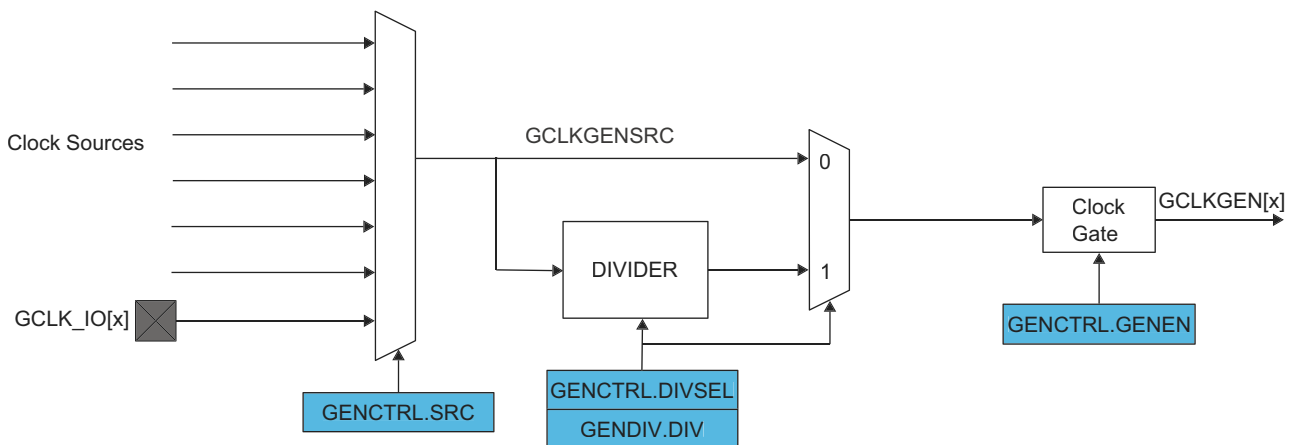 GCLKGENSRC
0
Clock Sources
GCLKGEN[x]
Clock
Gate
DIVIDER
1
GCLK_IO[x]
GENCTRL.GENEN
GENCTRL.DIVSEL
GENCTRL.SRC
GENDIV.DIV